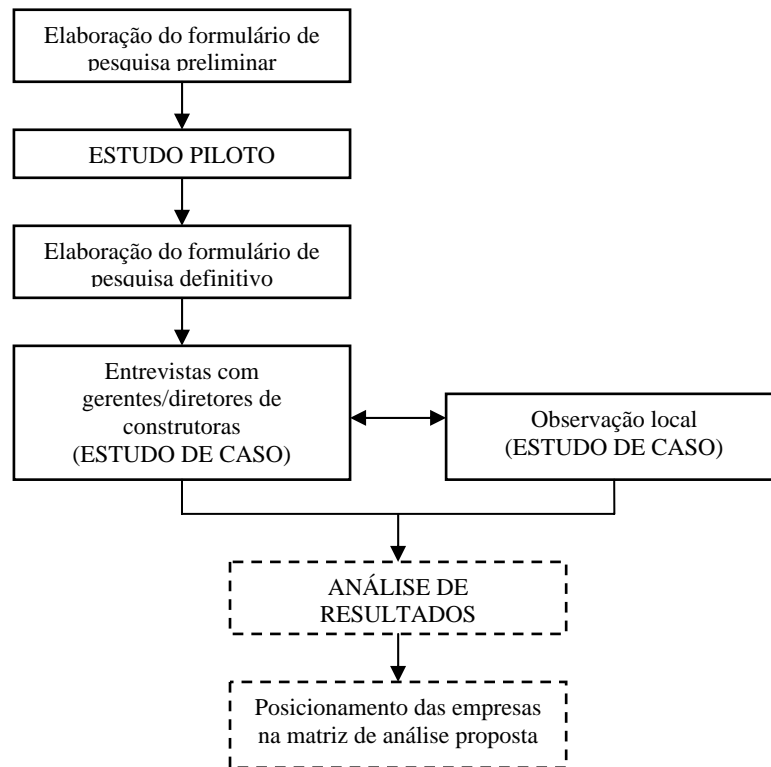 Elaboração do formulário de
pesquisa preliminar
ESTUDO PILOTO
Elaboração do formulário de
pesquisa definitivo
Entrevistas com
gerentes/diretores de
construtoras
(ESTUDO DE CASO)
Observação local
(ESTUDO DE CASO)
ANÁLISE DE
RESULTADOS
Posicionamento das empresas
na matriz de análise proposta